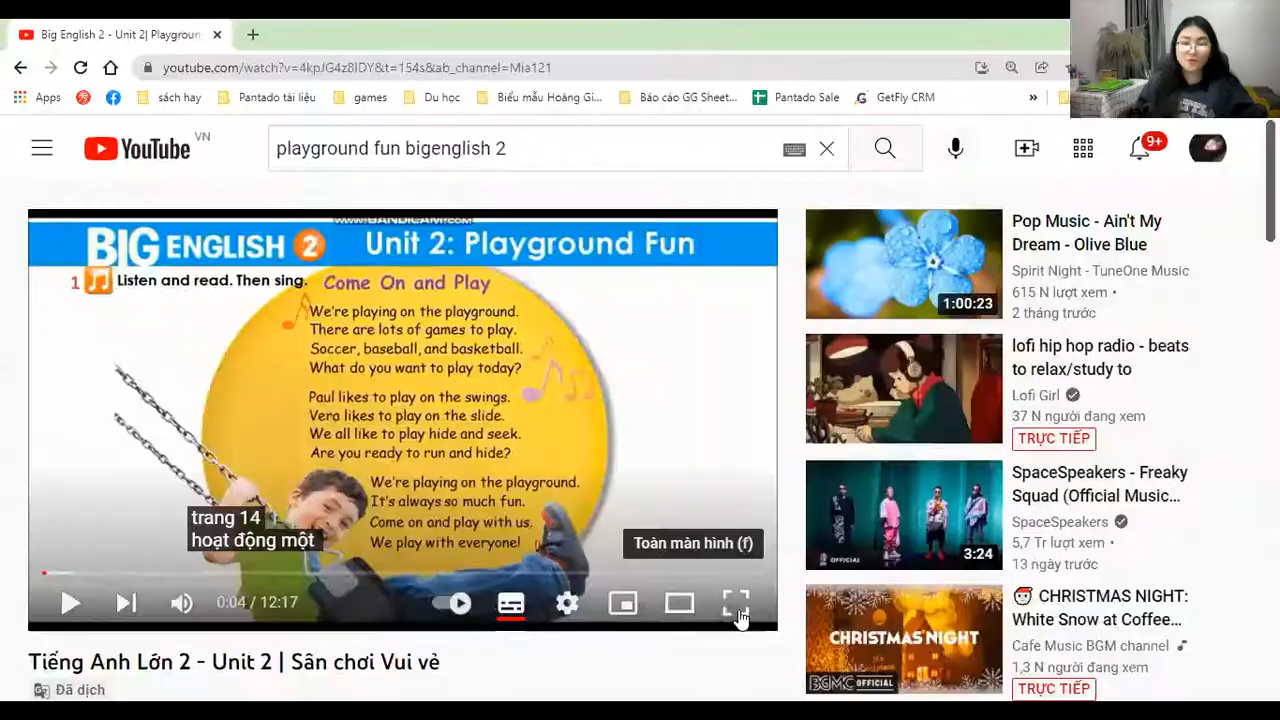 Big English 2 - Unit 2| Playgroun
youtube.com/watch?v=4kpJG4z8IDY&t=154s&ab_channel=Mia121
Apps
sách hay
Pantado tài liệu
games
Du học
Biểu mẫu Hoàng Gi...
Báo cáo GG Sheet...
Pantado Sale
GetFly CRM
»
YouTube VN
playground fun bigenglish 2
9+
WWW.BANDICAM.COM
BIG ENGLISH 2 Unit 2: Playground Fun
1 Listen and read. Then sing.
Come On and Play
We're playing on the playground.
There are lots of games to play.
Soccer, baseball, and basketball.
What do you want to play today?
Paul likes to play on the swings.
Vera likes to play on the slide.
We all like to play hide and seek.
Are you ready to run and hide?
We're playing on the playground.
It's always so much fun.
Come on and play with us.
We play with everyone!
trang 14
hoạt động một
Toàn màn hình (f)
0:04 / 12:17
Tiếng Anh Lớn 2 - Unit 2 | Sân chơi Vui vẻ
Đã dịch
1:00:23
Pop Music - Ain't My
Dream - Olive Blue
Spirit Night - TuneOne Music
615 N lượt xem •
2 tháng trước
lofi hip hop radio - beats
to relax/study to
Lofi Girl
37 N người đang xem
TRỰC TIẾP
OFFICIAL
3:24
SpaceSpeakers - Freaky
Squad (Official Music...
SpaceSpeakers
5,7 Tr lượt xem •
13 ngày trước
CHRISTMAS NIGHT
BGMC OFFICIAL
CHRISTMAS NIGHT:
White Snow at Coffee...
Cafe Music BGM channel
1,3 N người đang xem
TRỰC TIẾP